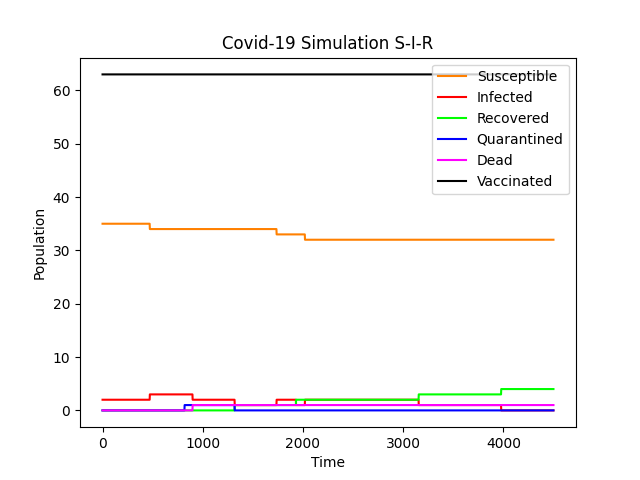 Covid-19 Simulation S-I-R
Susceptible
Infected
Recovered
Quarantined
Dead
Vaccinated
60
50
40
30
20
10
0
Population
0 1000 2000 3000 4000
Time